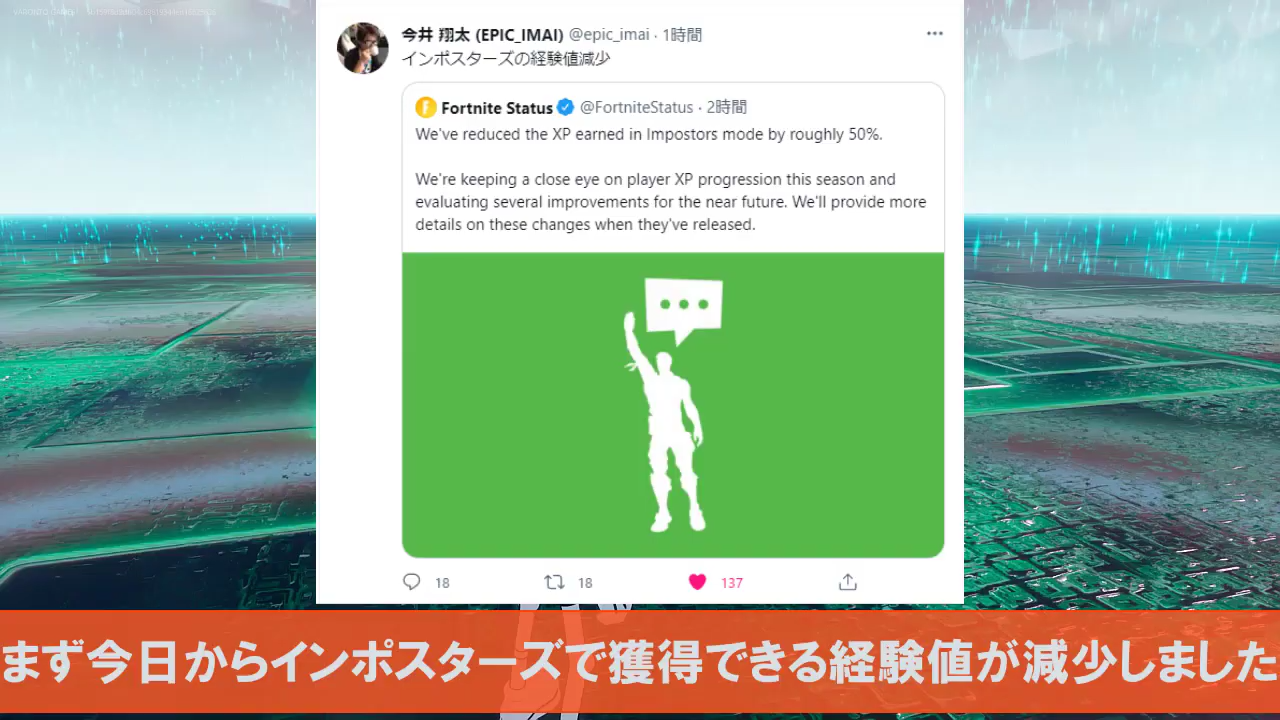 今井 翔太 (EPIC_IMAI) @epic_imai · 1時間
インポスターズの経験値減少
Fortnite Status @FortniteStatus · 2時間
We've reduced the XP earned in Impostors mode by roughly 50%.
We're keeping a close eye on player XP progression this season and
evaluating several improvements for the near future. We'll provide more
details on these changes when they've released.
18
18
137
まず今日からインポスターズで獲得できる経験値が減少しました